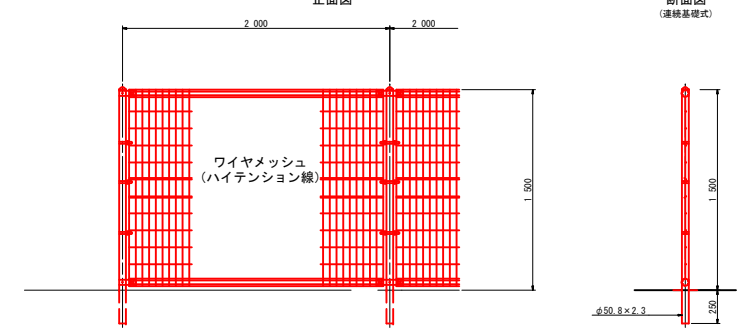 正面図
断面図
(連続基礎式)
2 000
2 000
ワイヤメッシュ
(ハイテンション線)
1 500
1 500
250
φ50.8×2.3